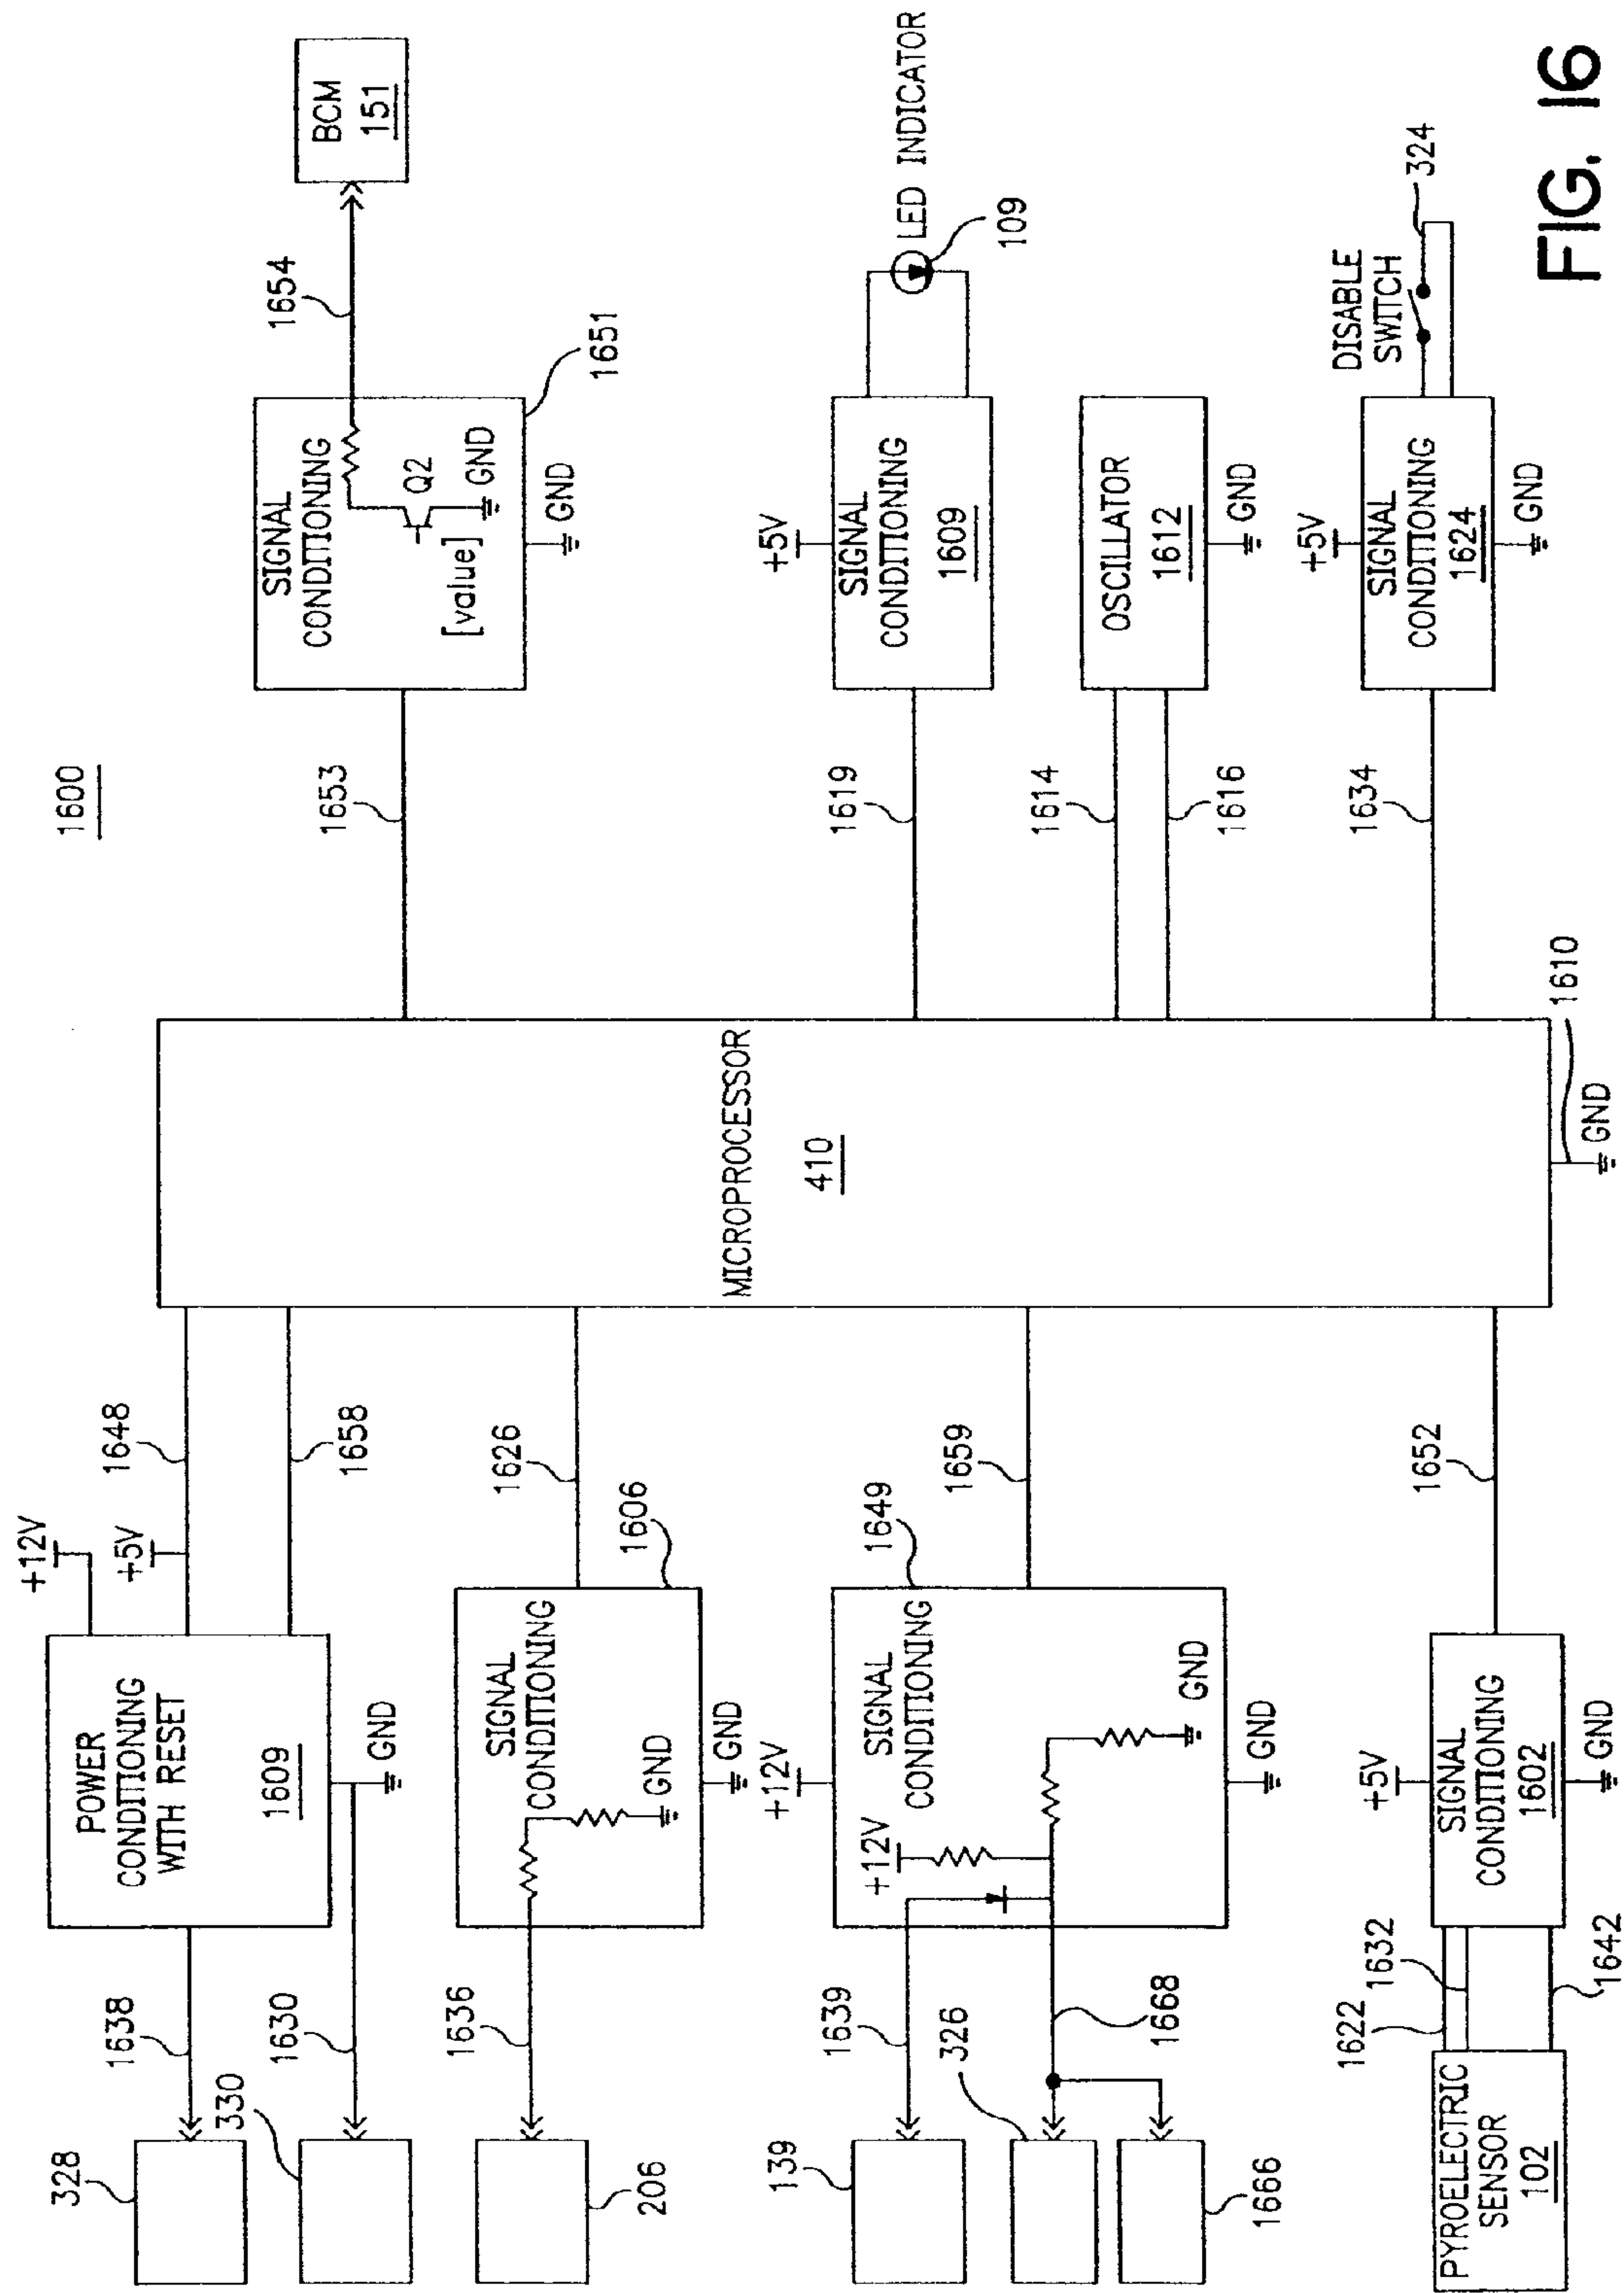 1600
328
1638
POWER
CONDITIONING
WITH RESET
1609
+12V
+5V
1648
1658
330
1630
GND
206
1636
SIGNAL
CONDITIONING
GND
GND
1606
1626
139
1639
326
1668
1666
+12V
+12V
SIGNAL
CONDITIONING
GND
GND
1649
1659
PYROELECTRIC
SENSOR
102
1622
1632
1642
+5V
SIGNAL
CONDITIONING
1602
GND
1652
MICROPROCESSOR
410
GND
1610
1653
SIGNAL
CONDITIONING
Q2
[value]
GND
GND
1651
1654
BCM
151
1619
+5V
SIGNAL
CONDITIONING
1609
LED INDICATOR
109
1614
1616
OSCILLATOR
1612
GND
1634
+5V
SIGNAL
CONDITIONING
1624
GND
DISABLE
SWITCH
324
FIG. 16